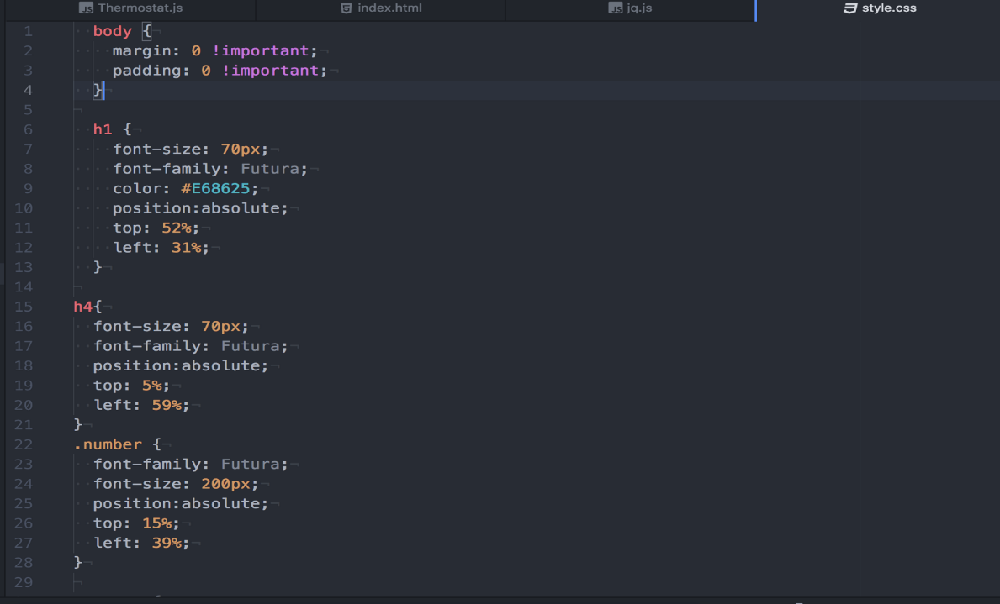 Thermostat.js index.html jq.js style.css
1 body {
2 margin: 0 !important;
3 padding: 0 !important;
4 }
5
6 h1 {
7 font-size: 70px;
8 font-family: Futura;
9 color: #E68625;
10 position:absolute;
11 top: 52%;
12 left: 31%;
13 }
14
15 h4{
16 font-size: 70px;
17 font-family: Futura;
18 position:absolute;
19 top: 5%;
20 left: 59%;
21 }
22 .number {
23 font-family: Futura;
24 font-size: 200px;
25 position:absolute;
26 top: 15%;
27 left: 39%;
28 }
29